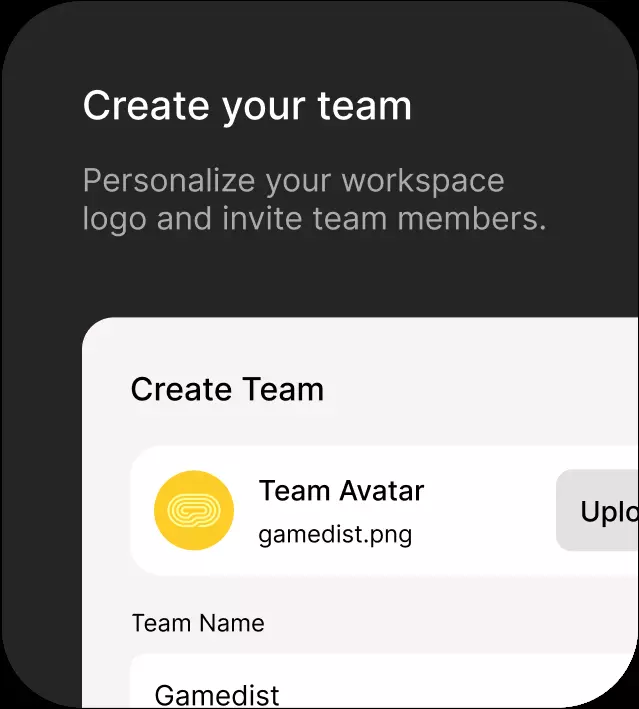 Create your team
Personalize your workspace
logo and invite team members.
Create Team
Team Avatar
gamedist.png
Uplo
Team Name
Gamedist